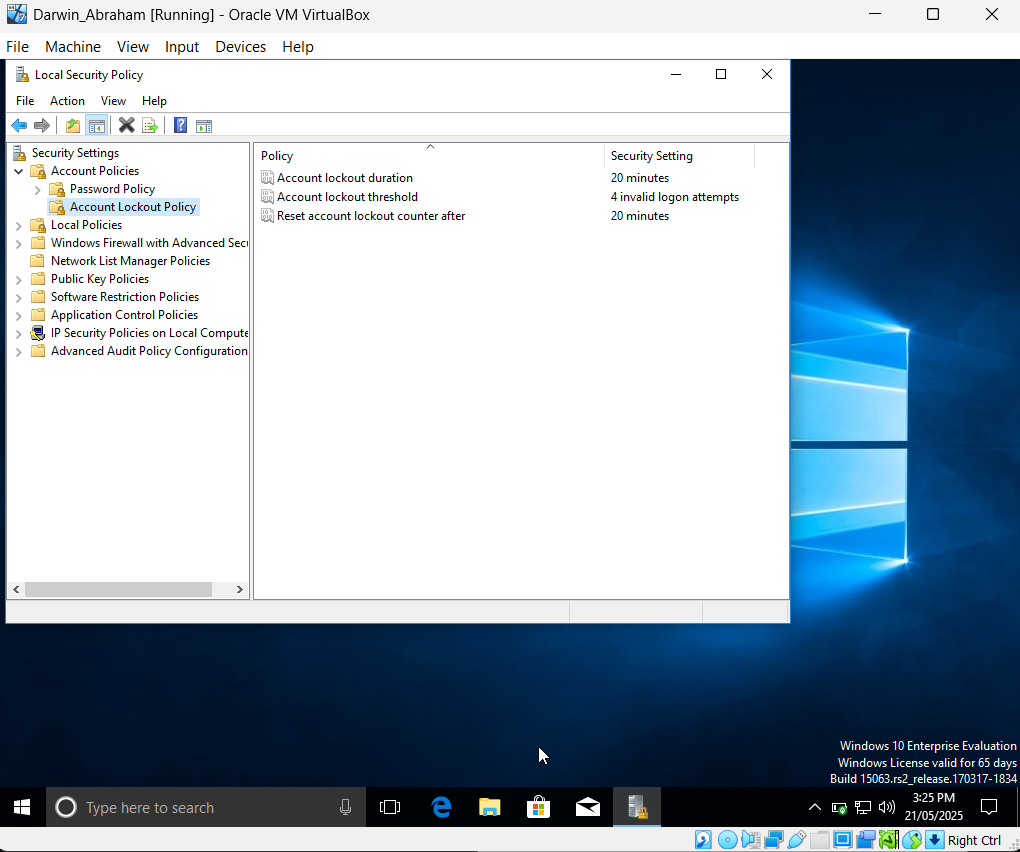 Darwin_Abraham [Running] - Oracle VM VirtualBox
File Machine View Input Devices Help
Local Security Policy
File Action View Help
Security Settings
Account Policies
Password Policy
Account Lockout Policy
Local Policies
Windows Firewall with Advanced Secu
Network List Manager Policies
Public Key Policies
Software Restriction Policies
Application Control Policies
IP Security Policies on Local Compute
Advanced Audit Policy Configuration
Policy Security Setting
Account lockout duration 20 minutes
Account lockout threshold 4 invalid logon attempts
Reset account lockout counter after 20 minutes
Windows 10 Enterprise Evaluation
Windows License valid for 65 days
Build 15063.rs2_release.170317-1834
Type here to search
3:25 PM
21/05/2025
Right Ctrl